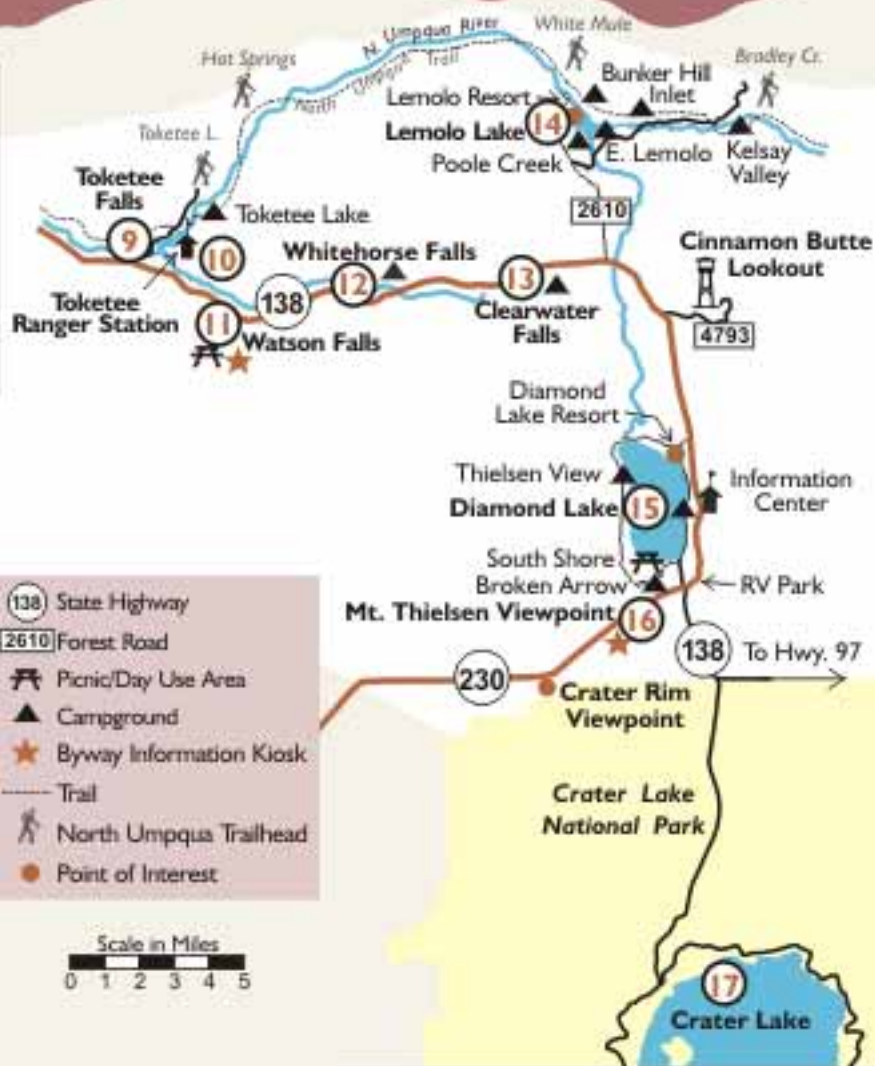 White Mule
N. Umpqua River
Hot Springs
North Umpqua Trail
Bradley Cr.
Bunker Hill
Inlet
Lemolo Resort
14
Lemolo Lake
Toketee L.
Poole Creek
E. Lemolo
Kelsay
Valley
Toketee
Falls
9
Toketee Lake
2610
10
Whitehorse Falls
12
13
Cinnamon Butte
Lookout
Toketee
Ranger Station
138
11
Watson Falls
Clearwater
Falls
4793
Diamond
Lake Resort
Thielsen View
Diamond Lake
15
Information
Center
South Shore
Broken Arrow
RV Park
Mt. Thielsen Viewpoint
16
138
To Hwy. 97
230
Crater Rim
Viewpoint
138 State Highway
2610 Forest Road
Picnic/Day Use Area
Campground
Byway Information Kiosk
Trail
North Umpqua Trailhead
Point of Interest
Scale in Miles
0 1 2 3 4 5
Crater Lake
National Park
17
Crater Lake